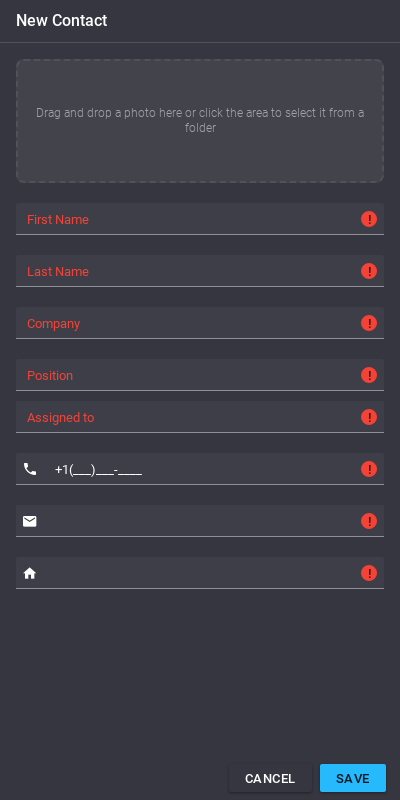 New Contact
Drag and drop a photo here or click the area to select it from a
folder
First Name
Last Name
Company
Position
Assigned to
+1(___)___-____
CANCEL SAVE